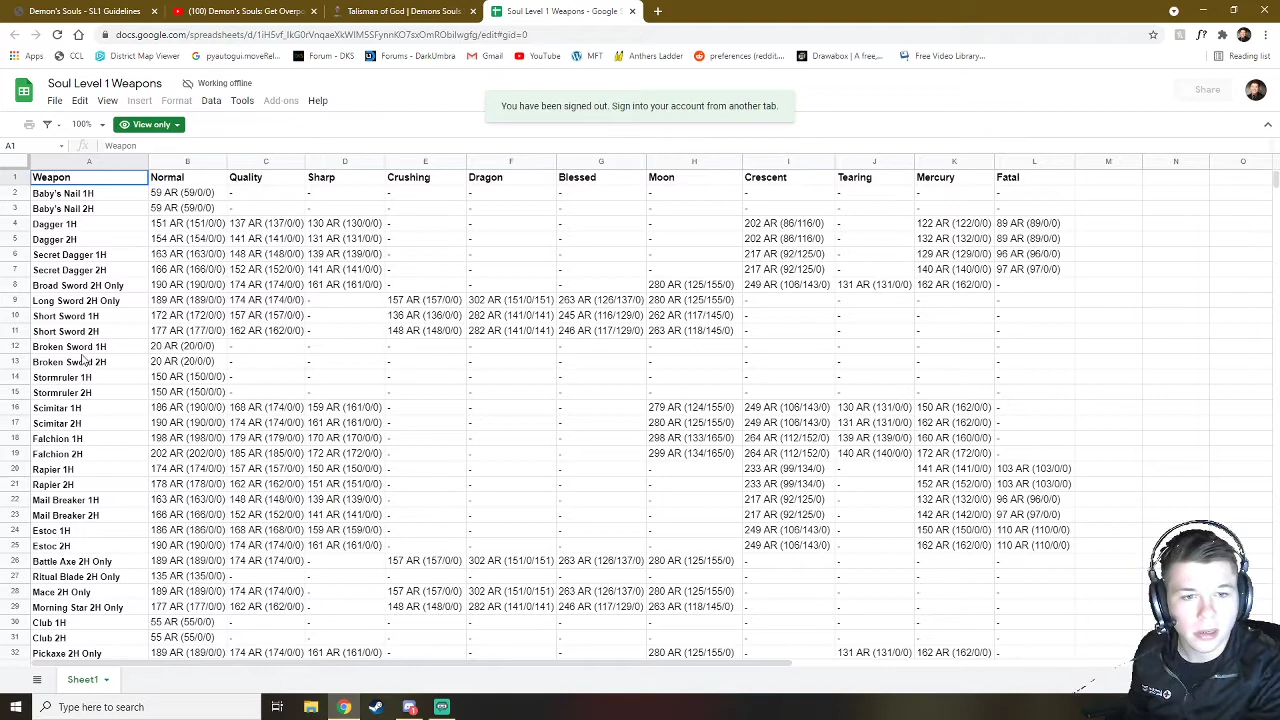 Demon's Souls - SL1 Guidelines
(100) Demon's Souls: Get Overpo
Talisman of God | Demons Souls
Soul Level 1 Weapons - Google S
docs.google.com/spreadsheets/d/
/edit#gid=0
Apps CCL District Map Viewer pyautogui.moveRel... Forum - DKS Forums - DarkUmbra Gmail YouTube MFT Anthers Ladder preferences (reddit.... Drawabox | A free,... Free Video Library... Reading list
Soul Level 1 Weapons Working offline
File Edit View Insert Format Data Tools Add-ons Help
You have been signed out. Sign into your account from another tab.
Share
100% View only
A1 fx Weapon
A B C D E F G H I J K L M N O
1 Weapon Normal Quality Sharp Crushing Dragon Blessed Moon Crescent Tearing Mercury Fatal
2 Baby's Nail 1H 59 AR (59/0/0) - - - - - - - - - -
3 Baby's Nail 2H 59 AR (59/0/0) - - - - - - - - - -
4 Dagger 1H 151 AR (151/0/0) 137 AR (137/0/0) 130 AR (130/0/0) - - - - 202 AR (86/116/0) - 122 AR (122/0/0) 89 AR (89/0/0)
5 Dagger 2H 154 AR (154/0/0) 141 AR (141/0/0) 131 AR (131/0/0) - - - - 202 AR (86/116/0) - 132 AR (132/0/0) 89 AR (89/0/0)
6 Secret Dagger 1H 163 AR (163/0/0) 148 AR (148/0/0) 139 AR (139/0/0) - - - - 217 AR (92/125/0) - 129 AR (129/0/0) 96 AR (96/0/0)
7 Secret Dagger 2H 166 AR (166/0/0) 152 AR (152/0/0) 141 AR (141/0/0) - - - - 217 AR (92/125/0) - 140 AR (140/0/0) 97 AR (97/0/0)
8 Broad Sword 2H Only 190 AR (190/0/0) 174 AR (174/0/0) 161 AR (161/0/0) - - - 280 AR (125/155/0) 249 AR (106/143/0) 131 AR (131/0/0) 162 AR (162/0/0) -
9 Long Sword 2H Only 189 AR (189/0/0) 174 AR (174/0/0) - 157 AR (157/0/0) 302 AR (151/0/151) 263 AR (126/137/0) 280 AR (125/155/0) - - - -
10 Short Sword 1H 172 AR (172/0/0) 157 AR (157/0/0) - 136 AR (136/0/0) 282 AR (141/0/141) 245 AR (116/129/0) 262 AR (117/145/0) - - - -
11 Short Sword 2H 177 AR (177/0/0) 162 AR (162/0/0) - 148 AR (148/0/0) 282 AR (141/0/141) 246 AR (117/129/0) 263 AR (118/145/0) - - - -
12 Broken Sword 1H 20 AR (20/0/0) - - - - - - - - - -
13 Broken Sword 2H 20 AR (20/0/0) - - - - - - - - - -
14 Stormruler 1H 150 AR (150/0/0) - - - - - - - - - -
15 Stormruler 2H 150 AR (150/0/0) - - - - - - - - - -
16 Scimitar 1H 186 AR (190/0/0) 168 AR (174/0/0) 159 AR (161/0/0) - - - 279 AR (124/155/0) 249 AR (106/143/0) 130 AR (131/0/0) 150 AR (162/0/0) -
17 Scimitar 2H 190 AR (190/0/0) 174 AR (174/0/0) 161 AR (161/0/0) - - - 280 AR (125/155/0) 249 AR (106/143/0) 131 AR (131/0/0) 162 AR (162/0/0) -
18 Falchion 1H 198 AR (198/0/0) 179 AR (179/0/0) 170 AR (170/0/0) - - - 298 AR (133/165/0) 264 AR (112/152/0) 139 AR (139/0/0) 160 AR (160/0/0) -
19 Falchion 2H 202 AR (202/0/0) 185 AR (185/0/0) 172 AR (172/0/0) - - - 299 AR (134/165/0) 264 AR (112/152/0) 140 AR (140/0/0) 172 AR (172/0/0) -
20 Rapier 1H 174 AR (174/0/0) 157 AR (157/0/0) 150 AR (150/0/0) - - - - 233 AR (99/134/0) - 141 AR (141/0/0) 103 AR (103/0/0)
21 Rapier 2H 178 AR (178/0/0) 162 AR (162/0/0) 151 AR (151/0/0) - - - - 233 AR (99/134/0) - 152 AR (152/0/0) 103 AR (103/0/0)
22 Mail Breaker 1H 163 AR (163/0/0) 148 AR (148/0/0) 139 AR (139/0/0) - - - - 217 AR (92/125/0) - 132 AR (132/0/0) 96 AR (96/0/0)
23 Mail Breaker 2H 166 AR (166/0/0) 152 AR (152/0/0) 141 AR (141/0/0) - - - - 217 AR (92/125/0) - 142 AR (142/0/0) 97 AR (97/0/0)
24 Estoc 1H 186 AR (186/0/0) 168 AR (168/0/0) 159 AR (159/0/0) - - - - 249 AR (106/143/0) - 150 AR (150/0/0) 110 AR (110/0/0)
25 Estoc 2H 190 AR (190/0/0) 174 AR (174/0/0) 161 AR (161/0/0) - - - - 249 AR (106/143/0) - 162 AR (162/0/0) 110 AR (110/0/0)
26 Battle Axe 2H Only 189 AR (189/0/0) 174 AR (174/0/0) - 157 AR (157/0/0) 302 AR (151/0/151) 263 AR (126/137/0) 280 AR (125/155/0) - - - -
27 Ritual Blade 2H Only 135 AR (135/0/0) - - - - - - - - - -
28 Mace 2H Only 189 AR (189/0/0) 174 AR (174/0/0) - 157 AR (157/0/0) 302 AR (151/0/151) 263 AR (126/137/0) 280 AR (125/155/0) - - - -
29 Morning Star 2H Only 177 AR (177/0/0) 162 AR (162/0/0) - 148 AR (148/0/0) 282 AR (141/0/141) 246 AR (117/129/0) 263 AR (118/145/0) - - - -
30 Club 1H 55 AR (55/0/0) - - - - - - - - -
31 Club 2H 55 AR (55/0/0) - - - - - - - - -
32 Pickaxe 2H Only 189 AR (189/0/0) 174 AR (174/0/0) 161 AR (161/0/0) - - - 280 AR (125/155/0) - 131 AR (131/0/0) 162 AR (162/0/0) -
Sheet1
Type here to search